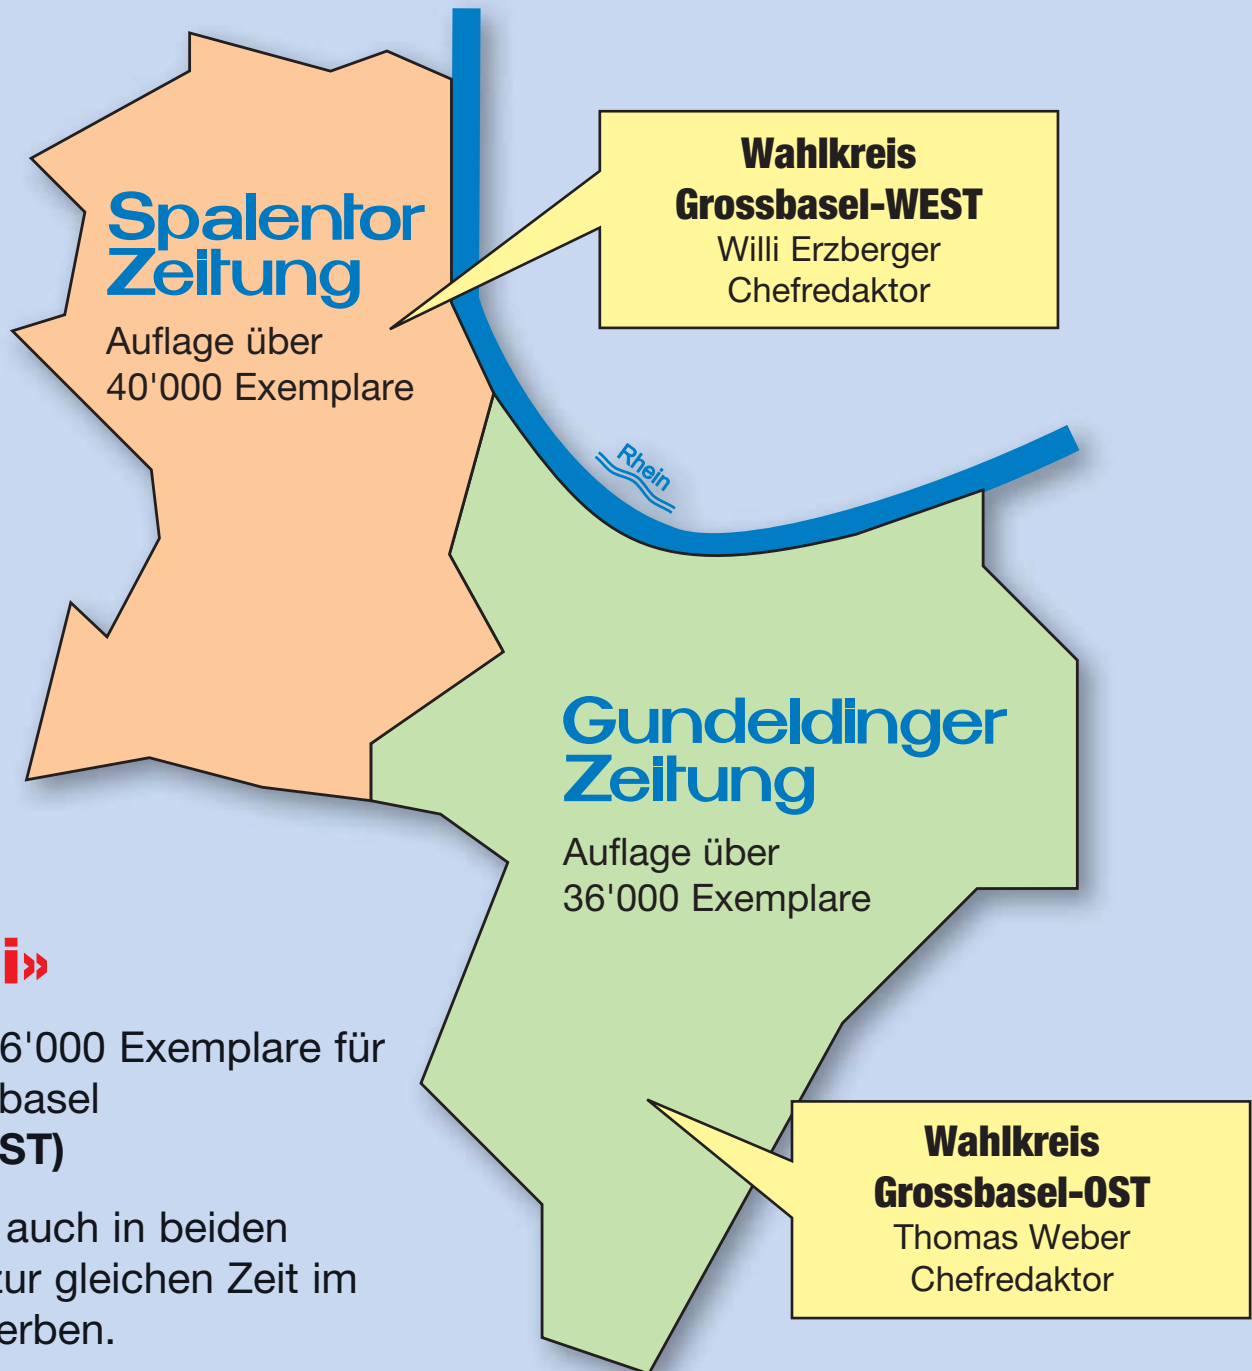 Spalentor
Zeitung
Auflage über
40'000 Exemplare
Wahlkreis
Grossbasel-WEST
Willi Erzberger
Chefredaktor
Rhein
Gundeldinger
Zeitung
Auflage über
36'000 Exemplare
i»
6'000 Exemplare für
basel
ST)
auch in beiden
zur gleichen Zeit im
erben.
Wahlkreis
Grossbasel-OST
Thomas Weber
Chefredaktor